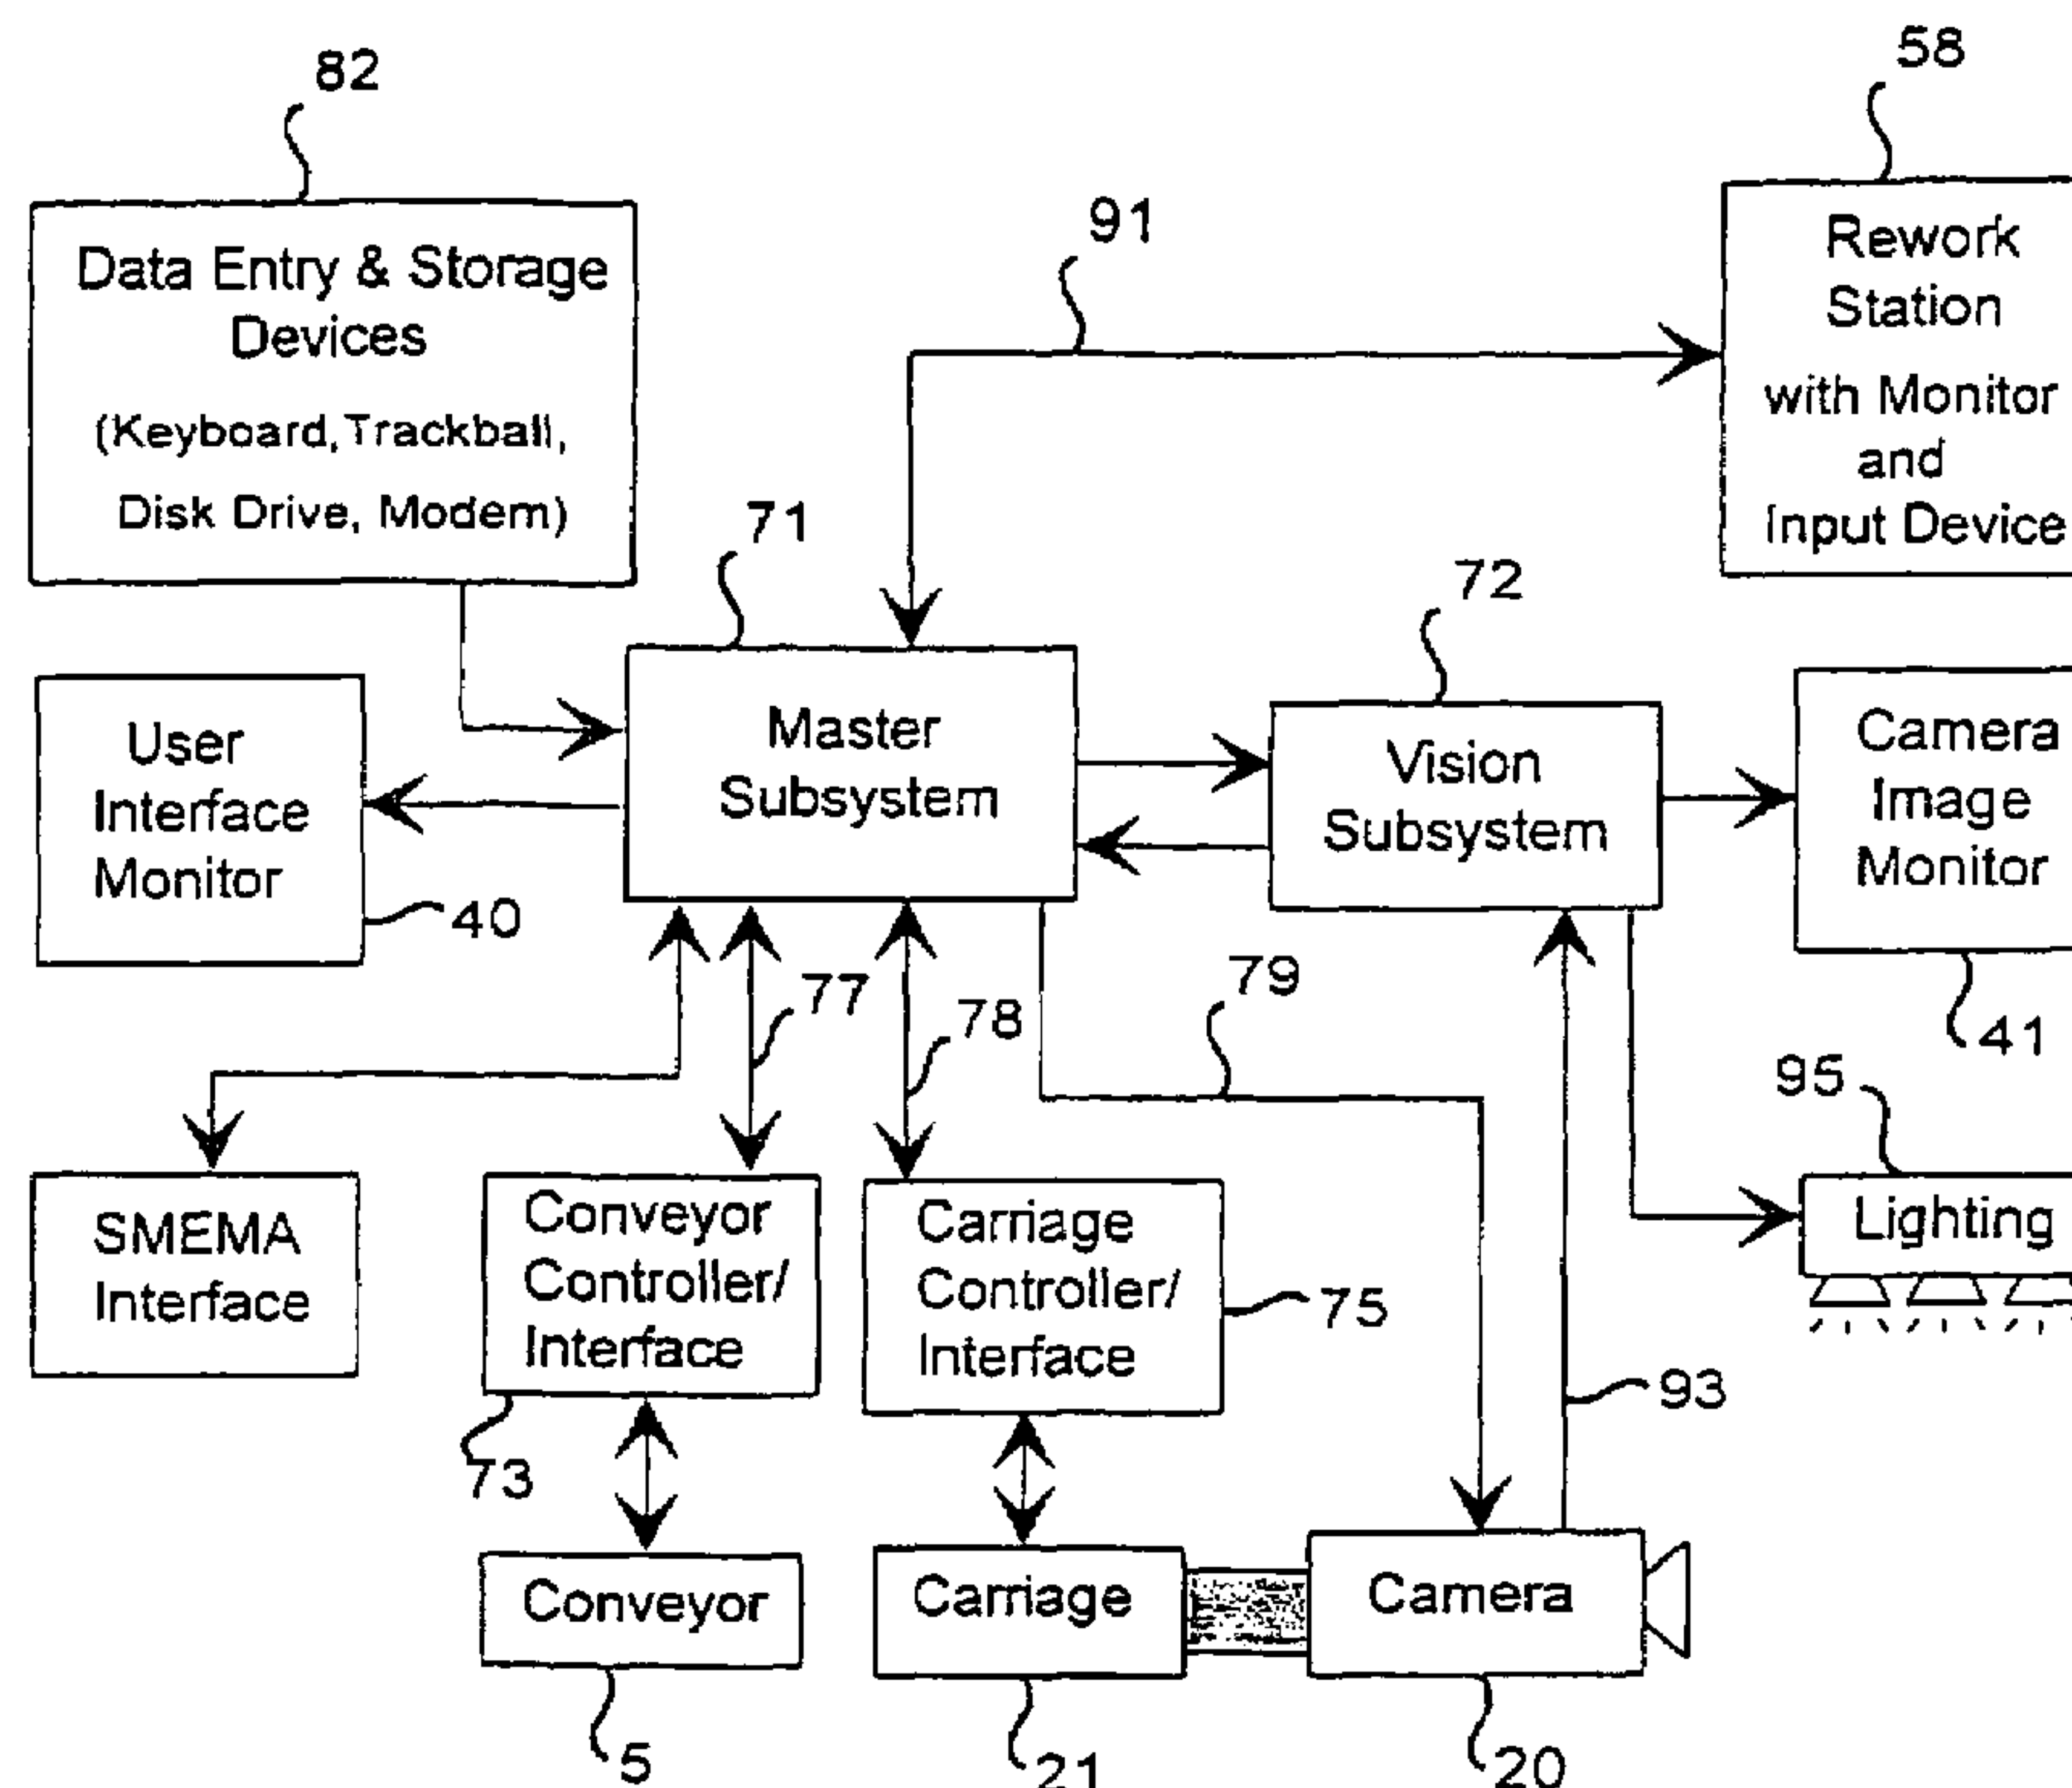 82
58
91
Data Entry & Storage
Devices
(Keyboard, Trackball,
Disk Drive, Modem)
Rework
Station
with Monitor
and
Input Device
71
72
User
Interface
Monitor
40
Master
Subsystem
Vision
Subsystem
Camera
Image
Monitor
41
77
78
79
95
SMEMA
Interface
Conveyor
Controller/
Interface
73
Carriage
Controller/
Interface
75
Lighting
93
Conveyor
5
Carriage
21
Camera
20